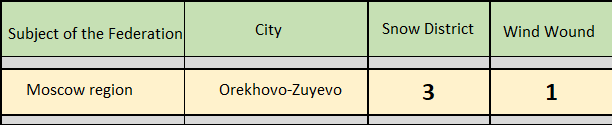 Subject of the Federation City Snow District Wind Wound
Moscow region Orekhovo-Zuyevo 3 1